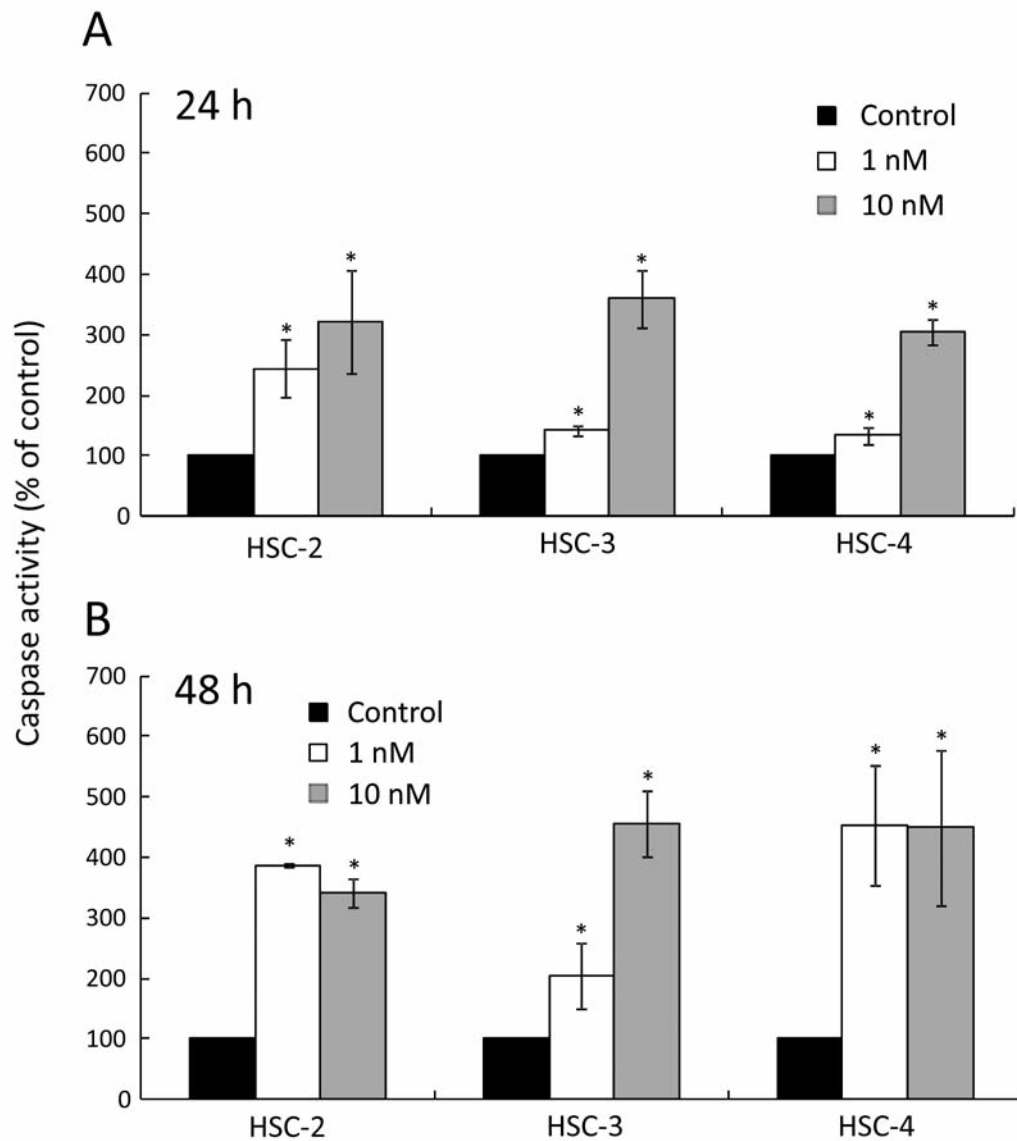 A
24 h
Control
1 nM
10 nM
700
600
500
400
300
200
100
0
* * * * * *
HSC-2 HSC-3 HSC-4
Caspase activity (% of control)
B
48 h
Control
1 nM
10 nM
700
600
500
400
300
200
100
0
* * * * * *
HSC-2 HSC-3 HSC-4